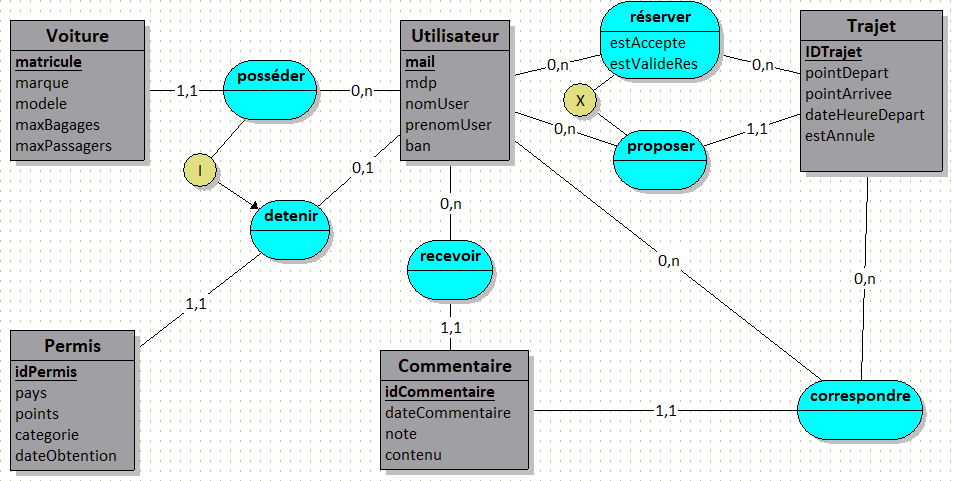 Voiture
matricule
marque
modele
maxBagages
maxPassagers
1,1
posséder
0,n
Utilisateur
mail
mdp
nomUser
prenomUser
ban
0,n
réserver
estAccepte
estValideRes
0,n
Trajet
IDTrajet
pointDepart
pointArrivee
dateHeureDepart
estAnnule
X
0,n
proposer
1,1
I
0,1
detenir
0,n
recevoir
0,n
0,n
1,1
1,1
Permis
idPermis
pays
points
categorie
dateObtention
Commentaire
idCommentaire
dateCommentaire
note
contenu
1,1
correspondre